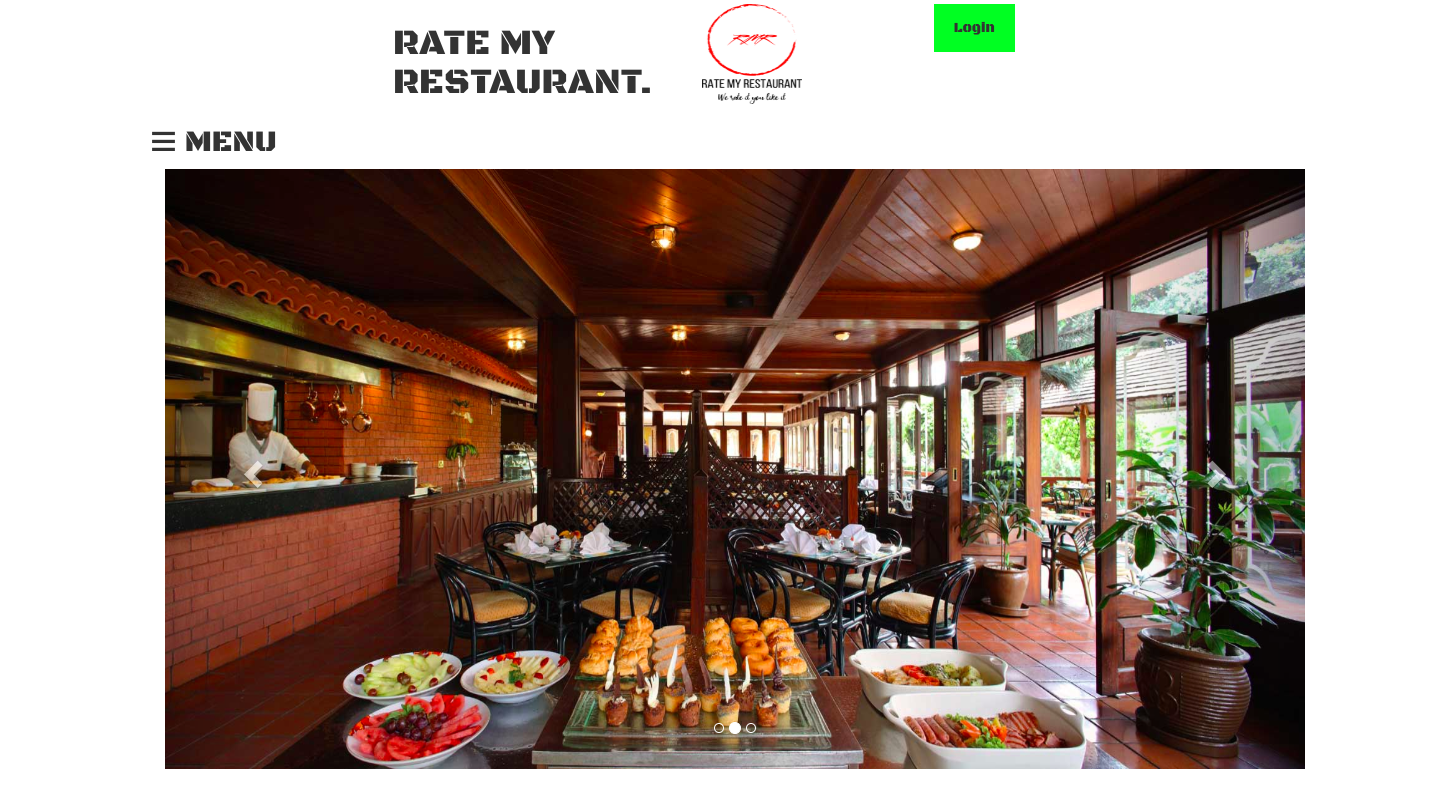 RATE MY
RESTAURANT.
RMR
RATE MY RESTAURANT
We rate it you like it
Login
MENU